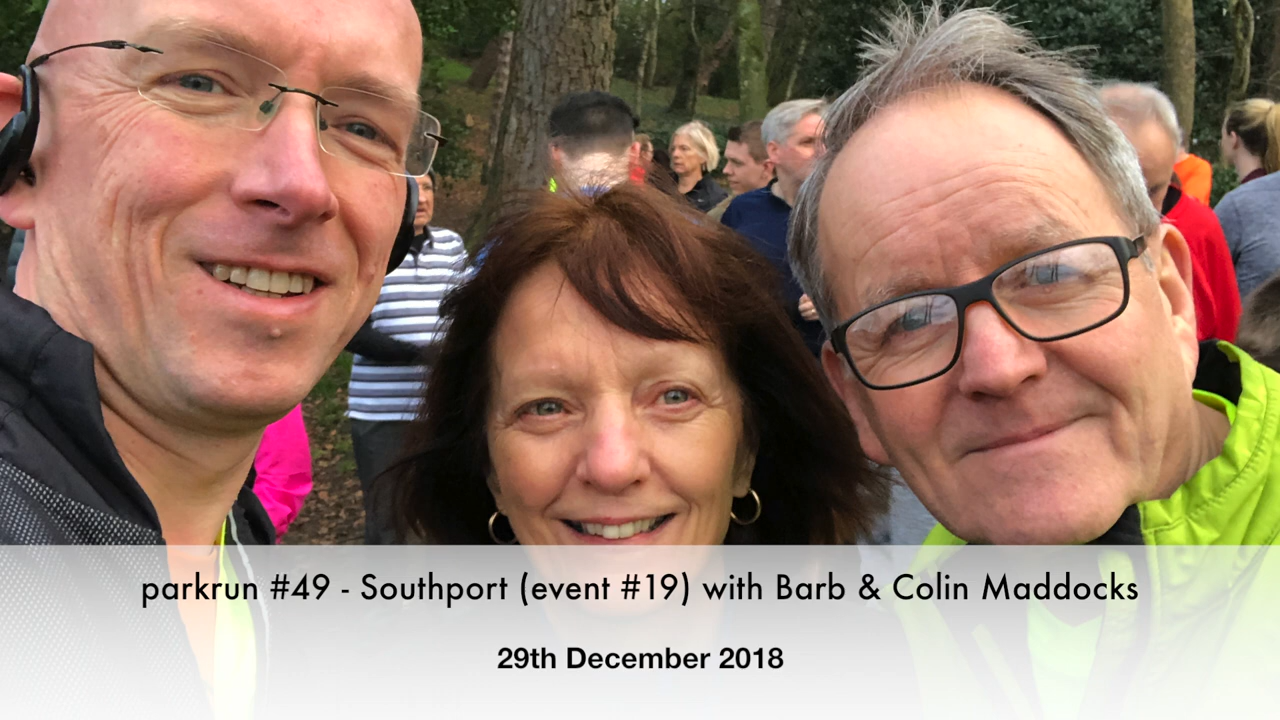 parkrun #49 - Southport (event #19) with Barb & Colin Maddocks
29th December 2018